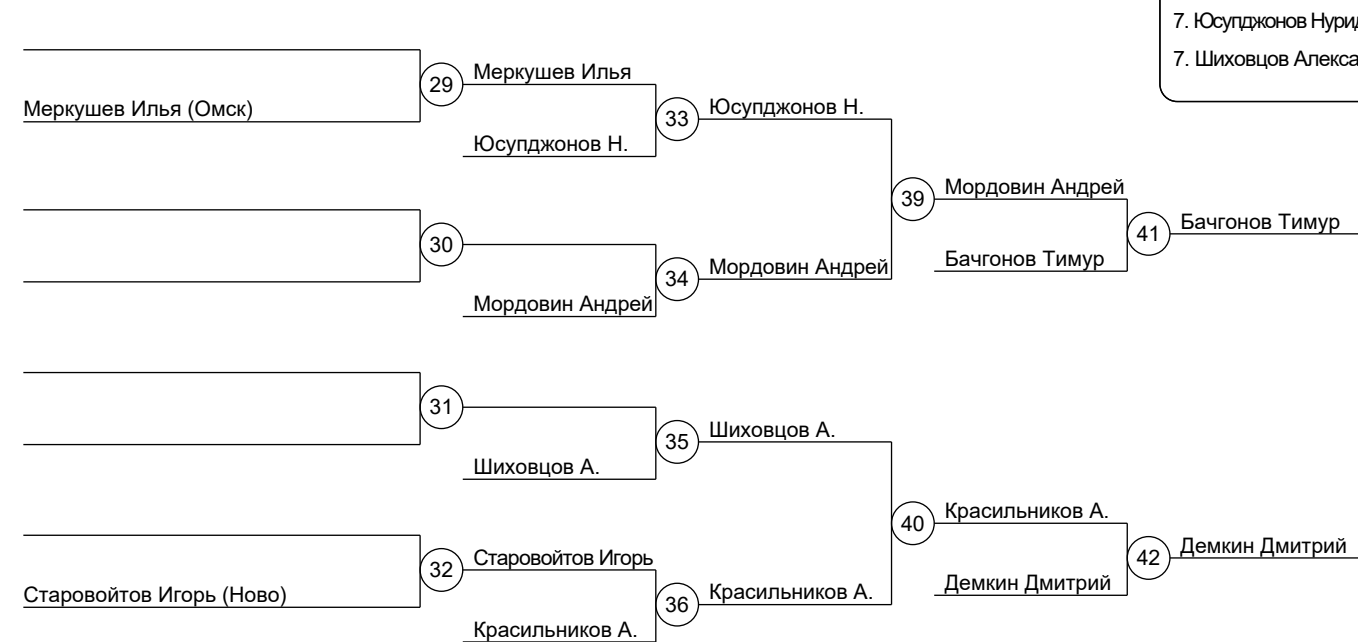 7. Юсупджонов
7. Шиховцов
29
Меркушев Илья
Меркушев Илья (Омск)
33
Юсупджонов Н.
Юсупджонов Н.
39
Мордовин Андрей
30
41
Бачгонов Тимур
Бачгонов Тимур
34
Мордовин Андрей
Мордовин Андрей
31
35
Шиховцов А.
Шиховцов А.
40
Красильников А.
32
Старовойтов Игорь
42
Демкин Дмитрий
Старовойтов Игорь (Ново)
Демкин Дмитрий
36
Красильников А.
Красильников А.